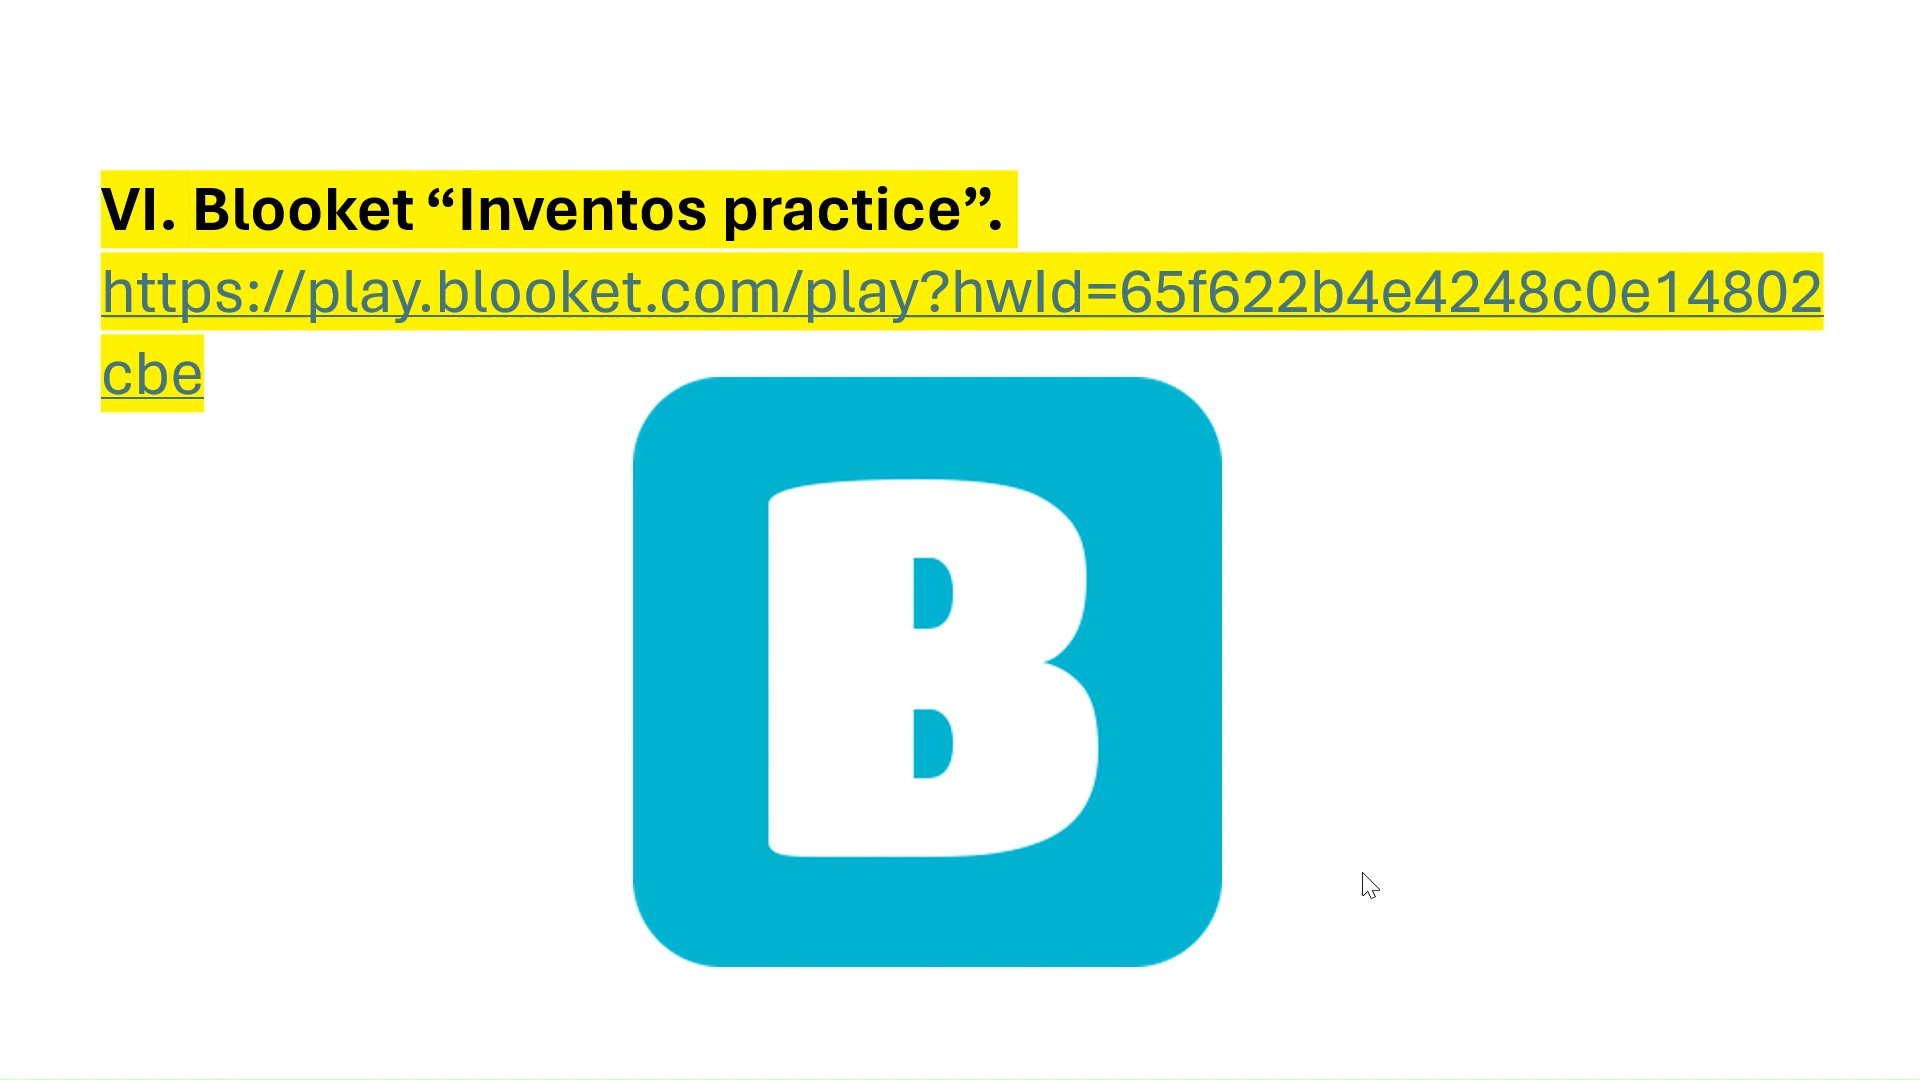 VI. Blooket “Inventos practice”.
https://play.blooket.com/play?hwId=65f622b4e4248c0e14802
cbe
B